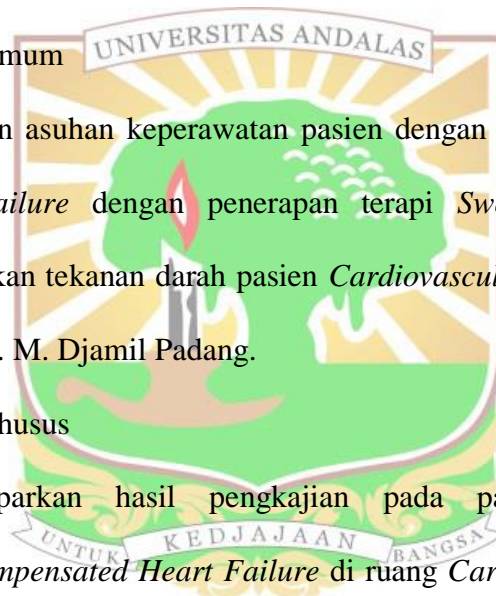 mum
UNIVERSITAS ANDALAS
n asuhan keperawatan pasien dengan
ailure dengan penerapan terapi Sw
kan tekanan darah pasien Cardiovascul
. M. Djamil Padang.
husus
parkan hasil pengkajian pada pa
UNTUK KEDJAJAAN BANGSA
mpensated Heart Failure di ruang Car